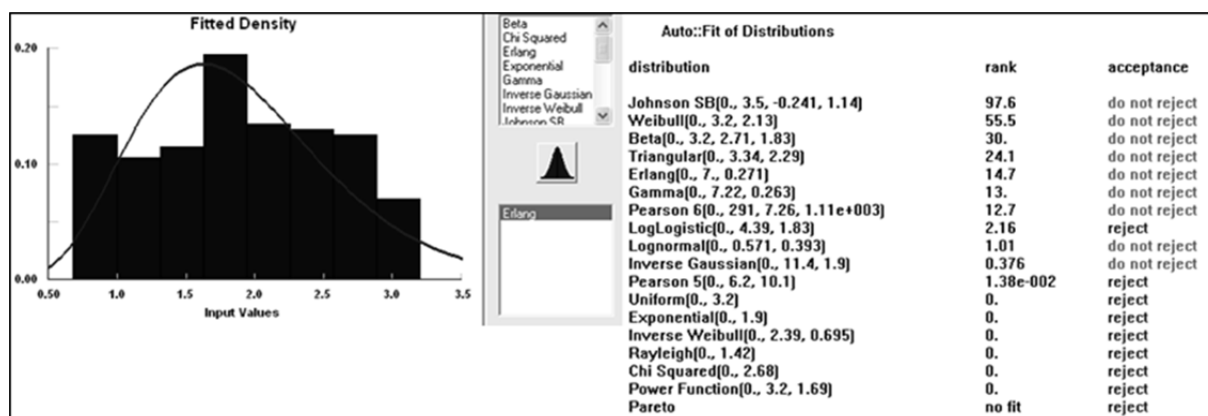 Fitted Density
0.20
0.10
0.00
0.50 1.0 1.5 2.0 2.5 3.0 3.5
Input Values
Beta
Chi Squared
Erlang
Exponential
Gamma
Inverse Gaussian
Inverse Weibull
Johnson SB
Erlang
Auto::Fit of Distributions
distribution rank acceptance
Johnson SB(0., 3.5, -0.241, 1.14) 97.6 do not reject
Weibull(0., 3.2, 2.13) 55.5 do not reject
Beta(0., 3.2, 2.71, 1.83) 30. do not reject
Triangular(0., 3.34, 2.29) 24.1 do not reject
Erlang(0., 7., 0.271) 14.7 do not reject
Gamma(0., 7.22, 0.263) 13. do not reject
Pearson 6(0., 291, 7.26, 1.11e+003) 12.7 do not reject
LogLogistic(0., 4.39, 1.83) 2.16 reject
Lognormal(0., 0.571, 0.393) 1.01 do not reject
Inverse Gaussian(0., 11.4, 1.9) 0.376 do not reject
Pearson 5(0., 6.2, 10.1) 1.38e-002 reject
Uniform(0., 3.2) 0. reject
Exponential(0., 1.9) 0. reject
Inverse Weibull(0., 2.39, 0.695) 0. reject
Rayleigh(0., 1.42) 0. reject
Chi Squared(0., 2.68) 0. reject
Power Function(0., 3.2, 1.69) 0. reject
Pareto no fit reject